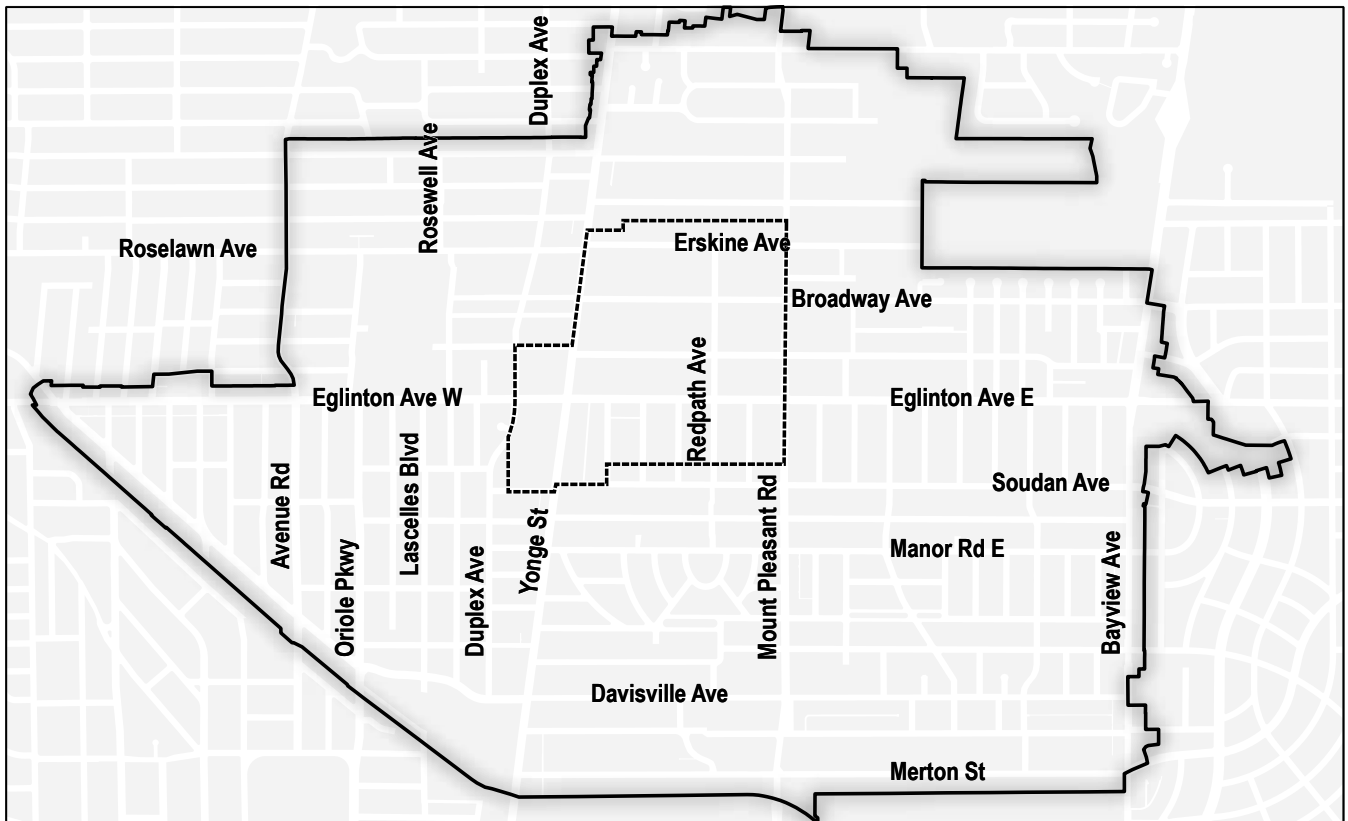 Duplex Ave
Rosewell Ave
Roselawn Ave
Erskine Ave
Broadway Ave
Redpath Ave
Eglinton Ave W
Eglinton Ave E
Avenue Rd
Lascelles Blvd
Soudan Ave
Oriole Pkwy
Duplex Ave
Yonge St
Mount Pleasant Rd
Manor Rd E
Bayview Ave
Davisville Ave
Merton St